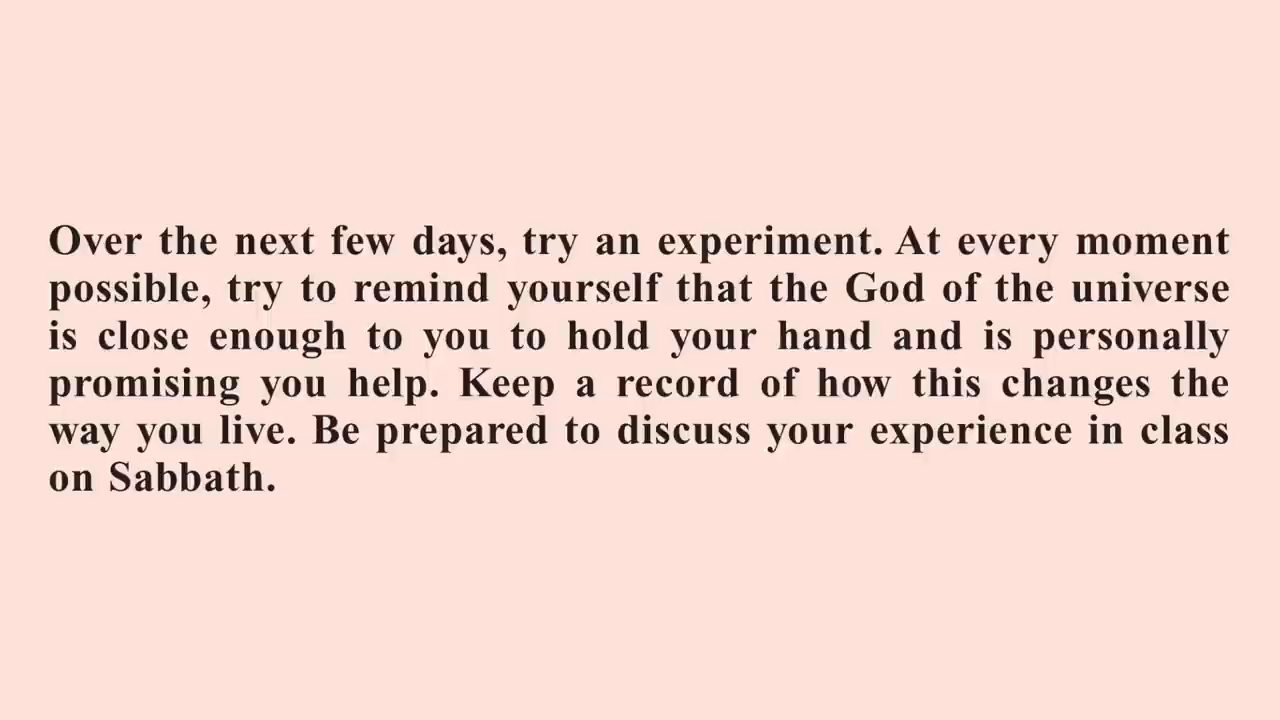 Over the next few days, try an experiment. At every moment
possible, try to remind yourself that the God of the universe
is close enough to you to hold your hand and is personally
promising you help. Keep a record of how this changes the
way you live. Be prepared to discuss your experience in class
on Sabbath.